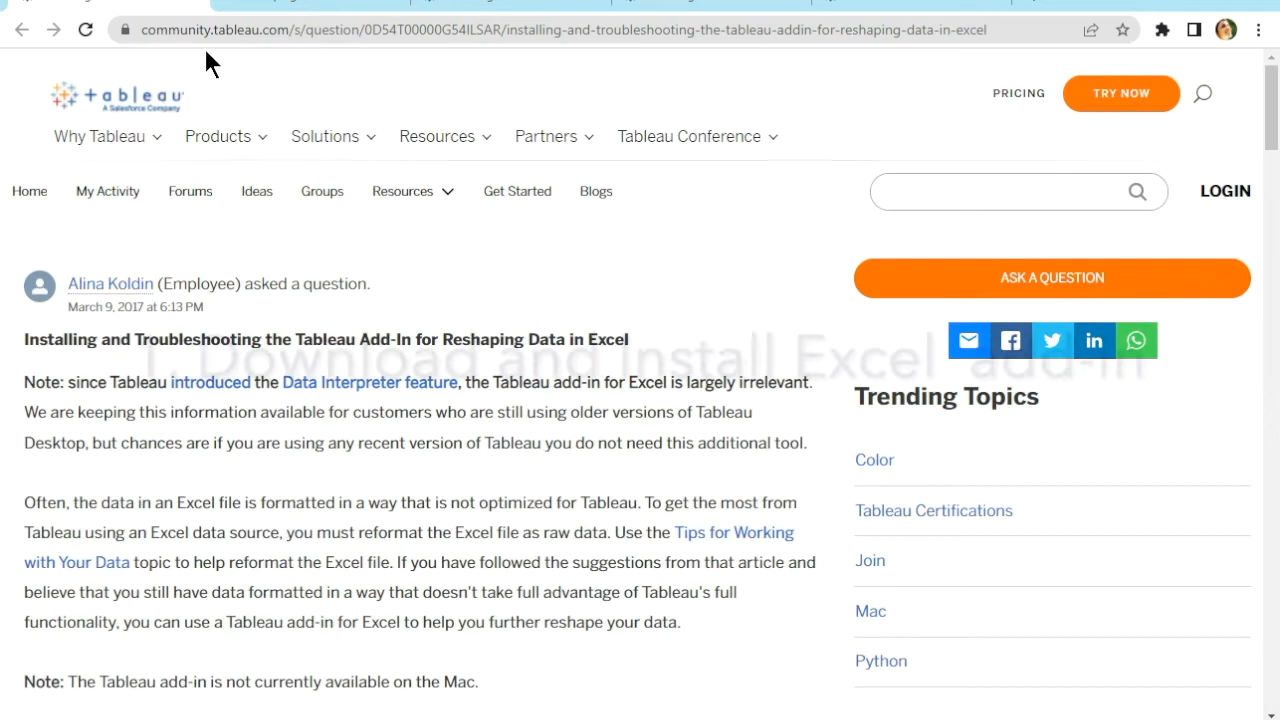 community.tableau.com/s/question/0D54T00000G54ILSAR/installing-and-troubleshooting-the-tableau-addin-for-reshaping-data-in-excel
+ableau
A Salesforce Company
PRICING
TRY NOW
Why Tableau
Products
Solutions
Resources
Partners
Tableau Conference
Home
My Activity
Forums
Ideas
Groups
Resources
Get Started
Blogs
LOGIN
Alina Koldin (Employee) asked a question.
March 9, 2017 at 6:13 PM
ASK A QUESTION
Installing and Troubleshooting the Tableau Add-In for Reshaping Data in Excel
1. Download and Install Excel add-in
Note: since Tableau introduced the Data Interpreter feature, the Tableau add-in for Excel is largely irrelevant.
We are keeping this information available for customers who are still using older versions of Tableau
Desktop, but chances are if you are using any recent version of Tableau you do not need this additional tool.
Often, the data in an Excel file is formatted in a way that is not optimized for Tableau. To get the most from
Tableau using an Excel data source, you must reformat the Excel file as raw data. Use the Tips for Working
with Your Data topic to help reformat the Excel file. If you have followed the suggestions from that article and
believe that you still have data formatted in a way that doesn't take full advantage of Tableau's full
functionality, you can use a Tableau add-in for Excel to help you further reshape your data.
Note: The Tableau add-in is not currently available on the Mac.
Trending Topics
Color
Tableau Certifications
Join
Mac
Python